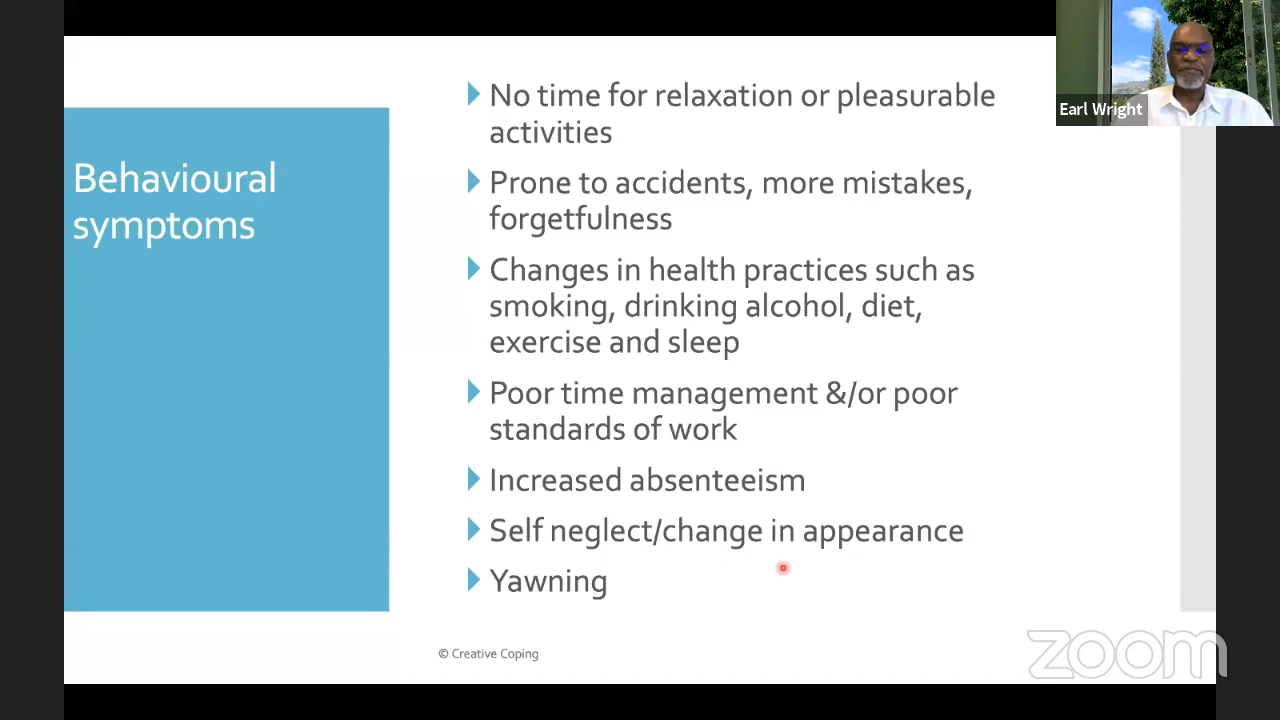 Behavioural
symptoms
No time for relaxation or pleasurable
activities
Prone to accidents, more mistakes,
forgetfulness
Changes in health practices such as
smoking, drinking alcohol, diet,
exercise and sleep
Poor time management &/or poor
standards of work
Increased absenteeism
Self neglect/change in appearance
Yawning
© Creative Coping
Earl Wright
zoom